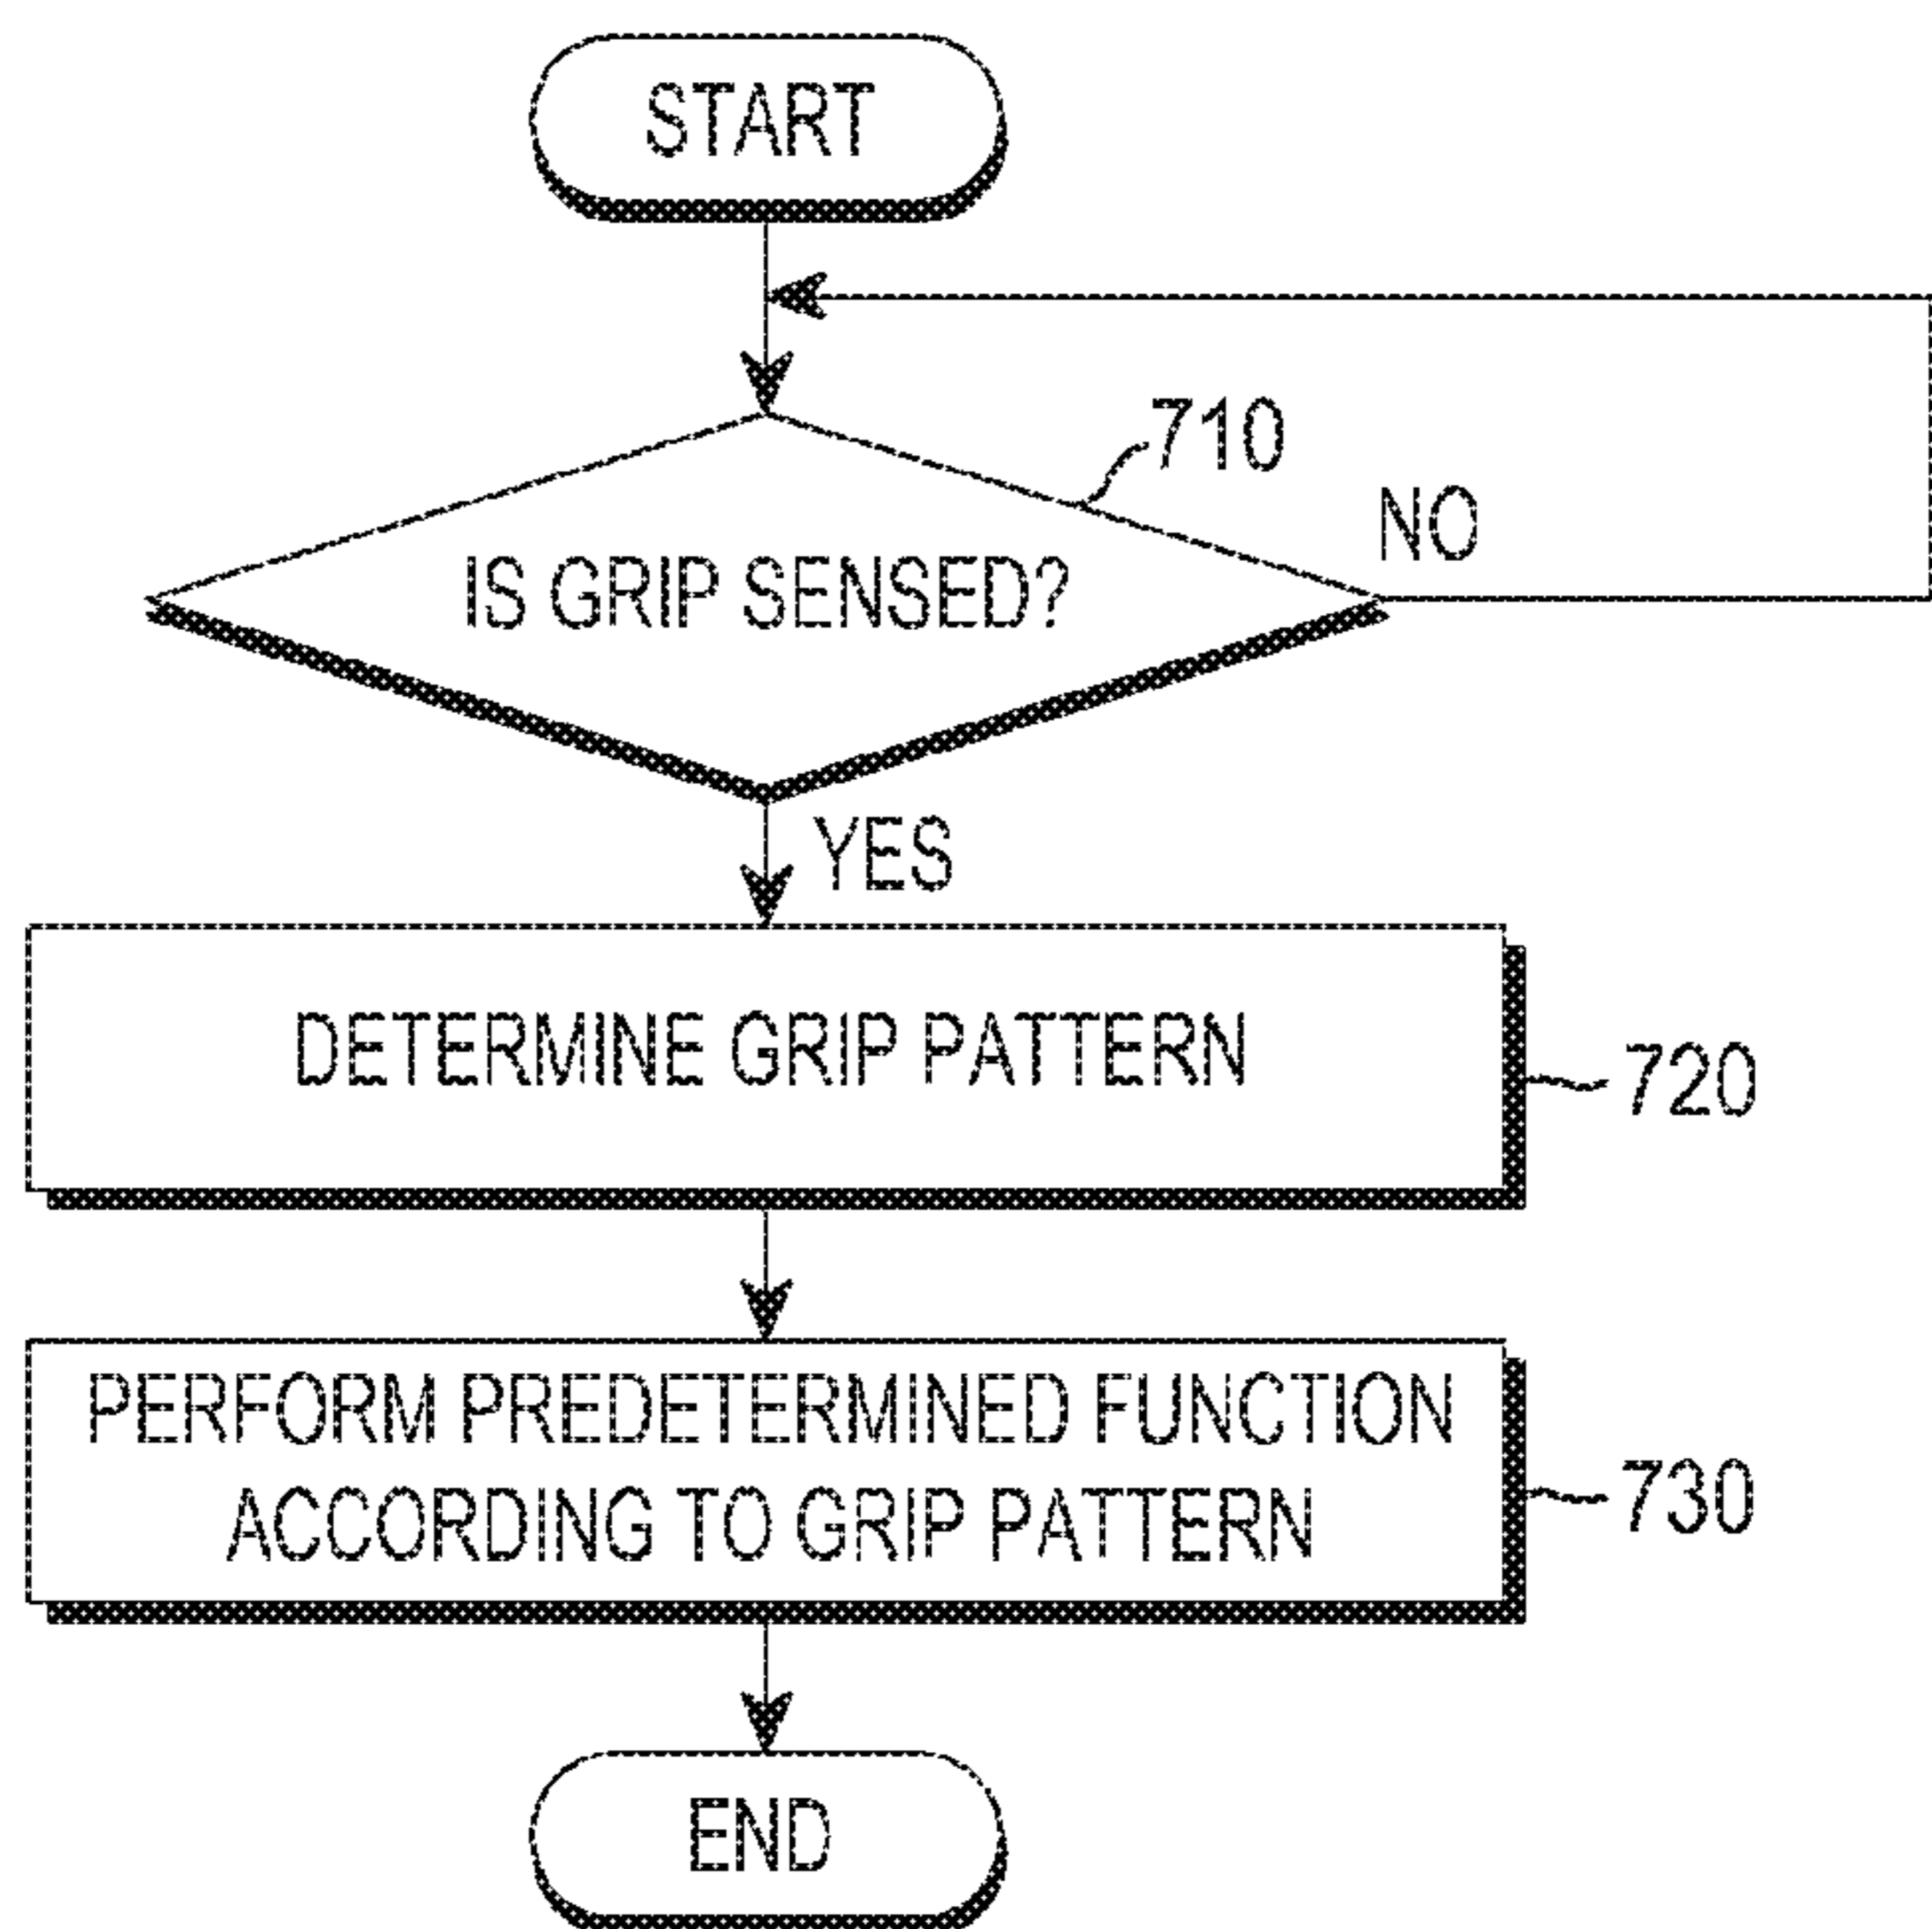 START
710
NO
IS GRIP SENSED?
YES
DETERMINE GRIP PATTERN
720
PERFORM PREDETERMINED FUNCTION
ACCORDING TO GRIP PATTERN
730
END